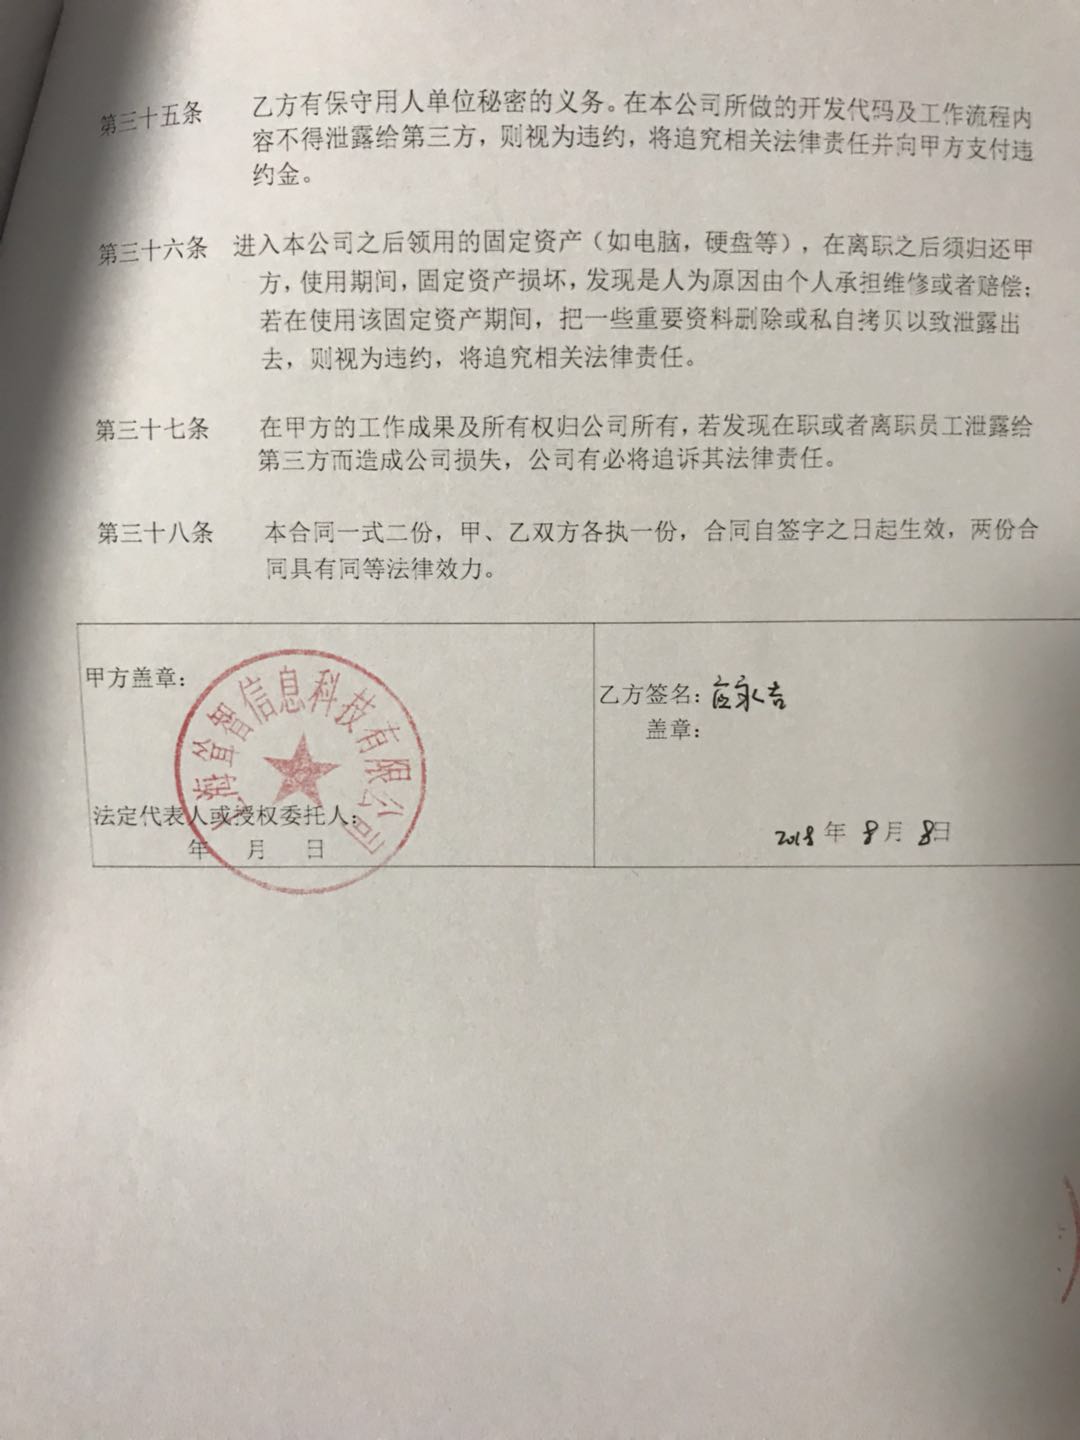 第三十五条 乙方有保守用人单位秘密的义务。在本公司所做的开发代码及工作流程内
容不得泄露给第三方，则视为违约，将追究相关法律责任并向甲方支付违
约金。
第三十六条 进入本公司之后领用的固定资产（如电脑，硬盘等），在离职之后须归还甲
方，使用期间，固定资产损坏，发现是人为原因由个人承担维修或者赔偿；
若在使用该固定资产期间，把一些重要资料删除或私自拷贝以致泄露出
去，则视为违约，将追究相关法律责任。
第三十七条 在甲方的工作成果及所有权归公司所有，若发现在职或者离职员工泄露给
第三方而造成公司损失，公司有必将追诉其法律责任。
第三十八条 本合同一式二份，甲、乙双方各执一份，合同自签字之日起生效，两份合
同具有同等法律效力。
甲方盖章：
智信息科技有限公司
法定代表人或授权委托人：
年 月 日
乙方签名：应永吉
盖章：
2018年8月8日